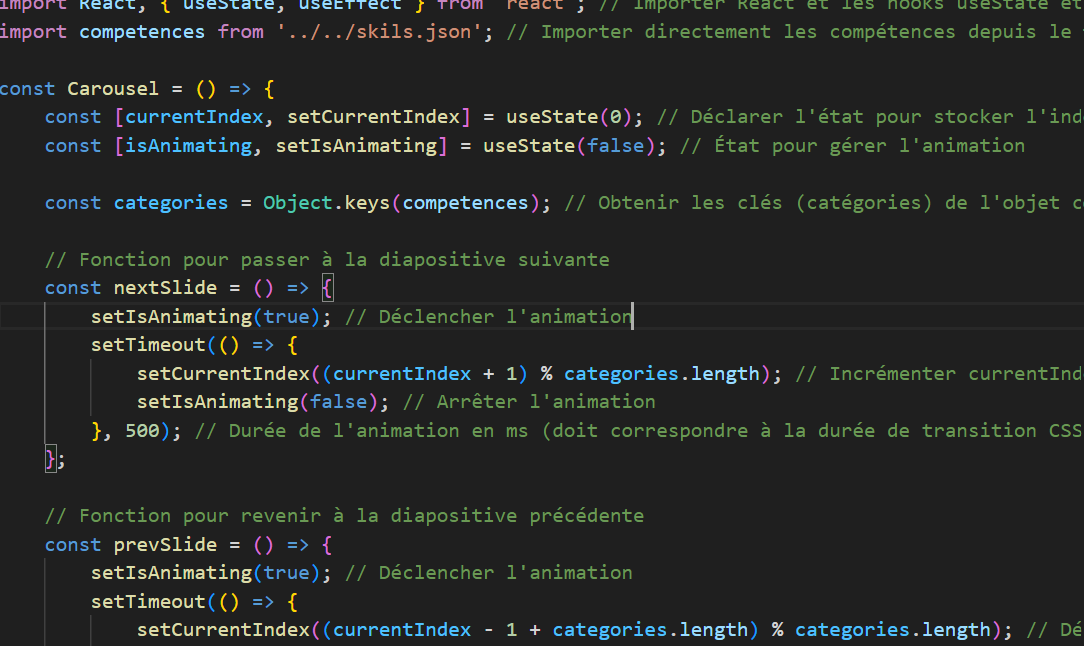 import React, { useState, useEffect } from 'react'; // Importer React et les hooks useState et
import competences from '../../skils.json'; // Importer directement les compétences depuis le
const Carousel = () => {
const [currentIndex, setCurrentIndex] = useState(0); // Déclarer l'état pour stocker l'ind
const [isAnimating, setIsAnimating] = useState(false); // État pour gérer l'animation
const categories = Object.keys(competences); // Obtenir les clés (catégories) de l'objet c
// Fonction pour passer à la diapositive suivante
const nextSlide = () => {
setIsAnimating(true); // Déclencher l'animation
setTimeout(() => {
setCurrentIndex((currentIndex + 1) % categories.length); // Incrémenter currentInd
setIsAnimating(false); // Arrêter l'animation
}, 500); // Durée de l'animation en ms (doit correspondre à la durée de transition CSS
};
// Fonction pour revenir à la diapositive précédente
const prevSlide = () => {
setIsAnimating(true); // Déclencher l'animation
setTimeout(() => {
setCurrentIndex((currentIndex - 1 + categories.length) % categories.length); // Dé